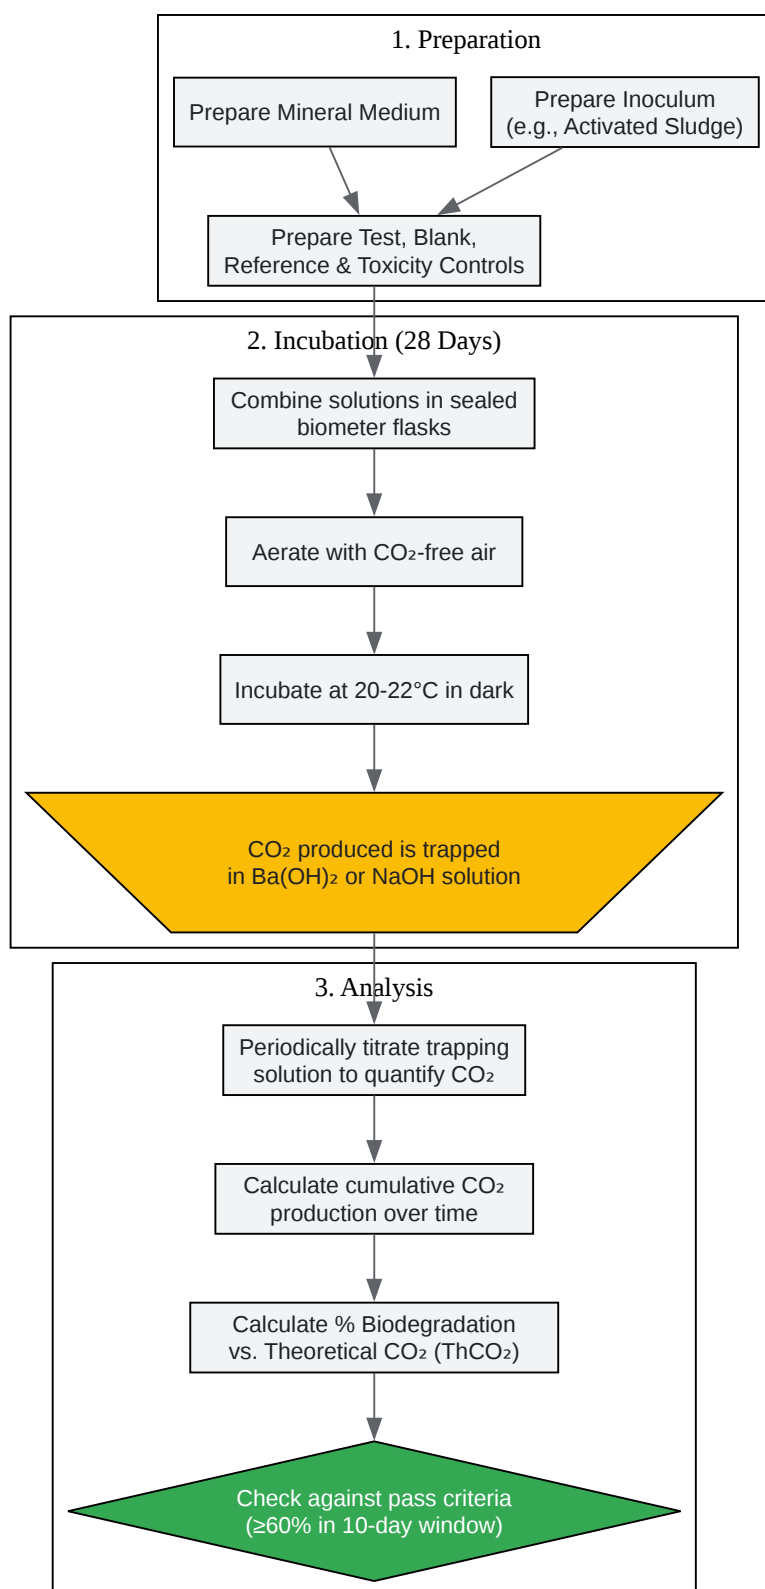 1. Preparation
Prepare Mineral Medium
Prepare Inoculum
(e.g., Activated Sludge)
Prepare Test, Blank,
Reference & Toxicity Controls
2. Incubation (28 Days)
Combine solutions in sealed
biometer flasks
Aerate with CO₂-free air
Incubate at 20-22°C in dark
CO₂ produced is trapped
in Ba(OH)₂ or NaOH solution
3. Analysis
Periodically titrate trapping
solution to quantify CO₂
Calculate cumulative CO₂
production over time
Calculate % Biodegradation
vs. Theoretical CO₂ (ThCO₂)
Check against pass criteria
(≥60% in 10-day window)